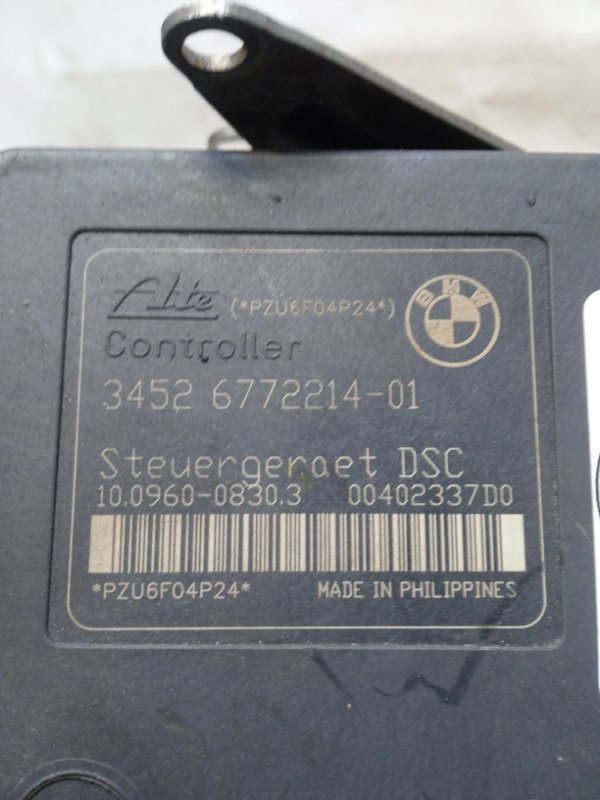 Ate (*PZU6F04P24*)
BMW
Controller
3452 6772214-01
Steuergeraet DSC
10.0960-0830.3 00402337D0
*PZU6F04P24* MADE IN PHILIPPINES